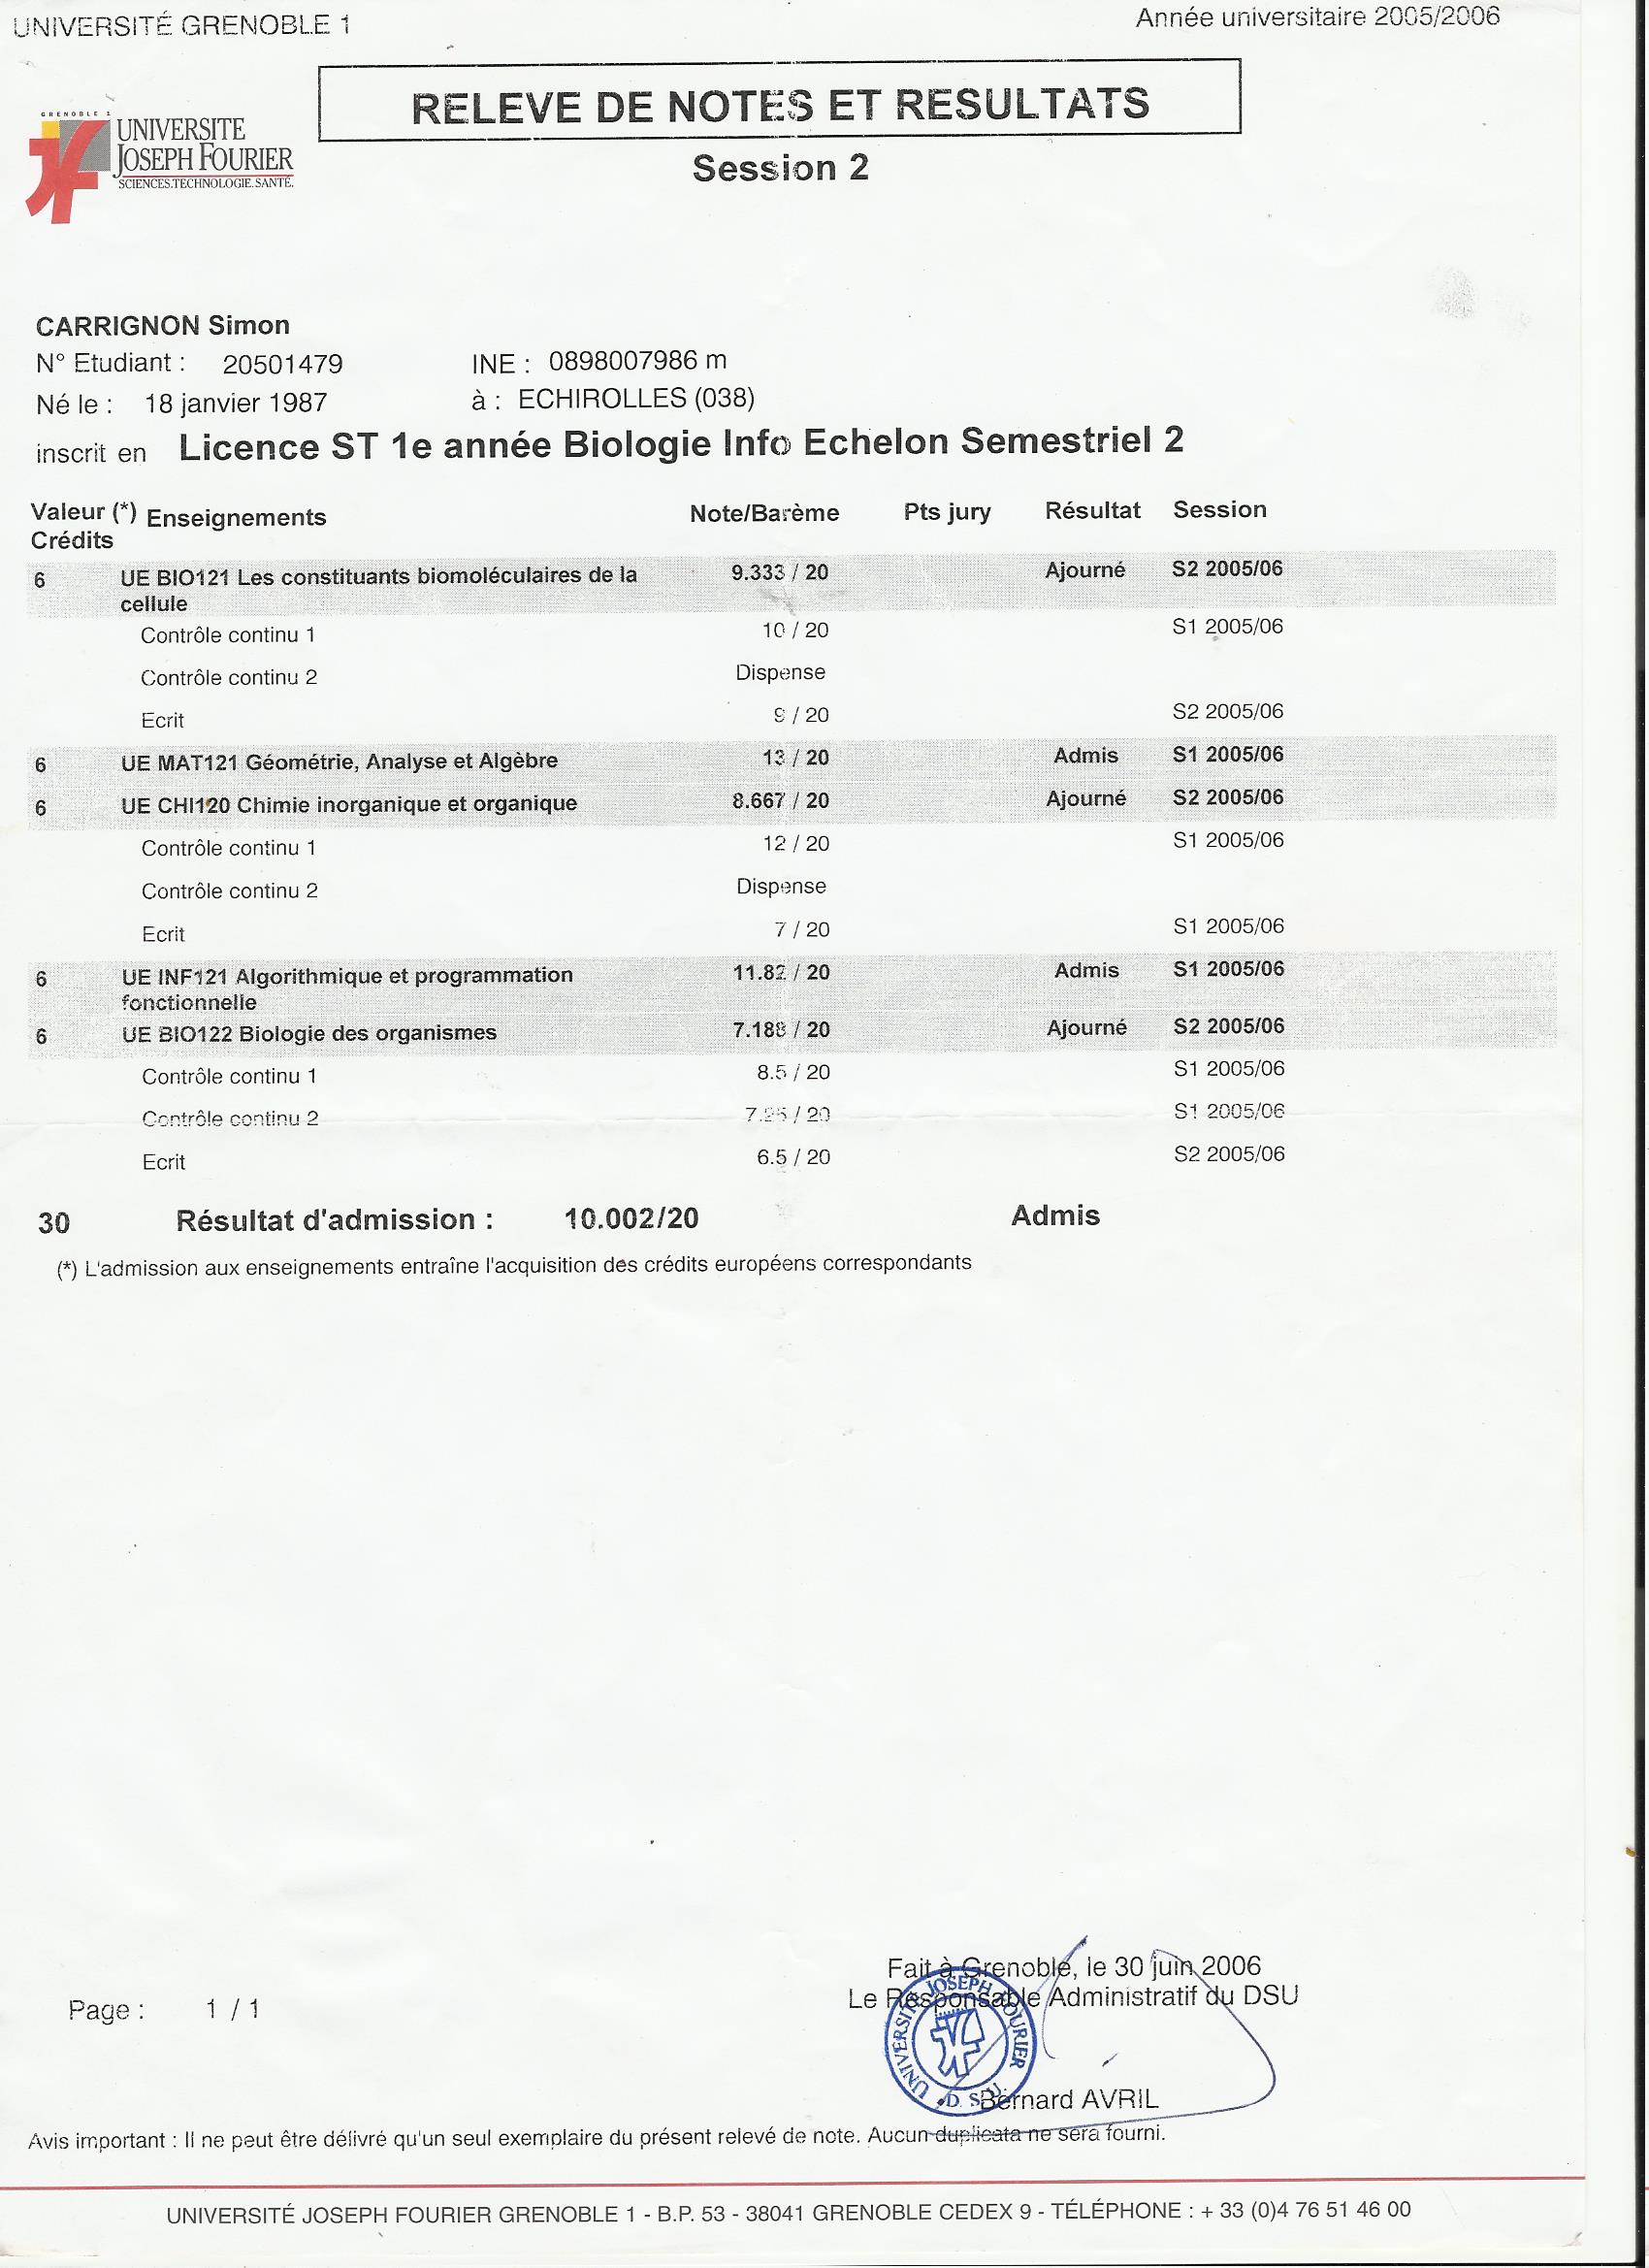 UNIVERSITÉ GRENOBLE 1
Année universitaire 2005/2006
RELEVE DE NOTES ET RESULTATS
Session 2
GRENOBLE 1
UNIVERSITE
JOSEPH FOURIER
SCIENCES.TECHNOLOGIE.SANTÉ.
CARRIGNON Simon
N° Etudiant : 20501479 INE : 0898007986 m
Né le : 18 janvier 1987 à : ECHIROLLES (038)
inscrit en Licence ST 1e année Biologie Info Echelon Semestriel 2
Valeur (*) Enseignements Note/Barème Pts jury Résultat Session
Crédits
6 UE BIO121 Les constituants biomoléculaires de la 9.333 / 20 Ajourné S2 2005/06
cellule
Contrôle continu 1 10 / 20 S1 2005/06
Contrôle continu 2 Dispense
Ecrit 9 / 20 S2 2005/06
6 UE MAT121 Géométrie, Analyse et Algèbre 13 / 20 Admis S1 2005/06
6 UE CHI120 Chimie inorganique et organique 8.667 / 20 Ajourné S2 2005/06
Contrôle continu 1 12 / 20 S1 2005/06
Contrôle continu 2 Dispense
Ecrit 7 / 20 S1 2005/06
6 UE INF121 Algorithmique et programmation 11.82 / 20 Admis S1 2005/06
fonctionnelle
6 UE BIO122 Biologie des organismes 7.188 / 20 Ajourné S2 2005/06
Contrôle continu 1 8.5 / 20 S1 2005/06
Contrôle continu 2 7.25 / 20 S1 2005/06
Ecrit 6.5 / 20 S2 2005/06
30 Résultat d'admission : 10.002/20 Admis
(*) L'admission aux enseignements entraîne l'acquisition des crédits européens correspondants
Fait à Grenoble, le 30 juin 2006
Le Responsable Administratif du DSU
Page : 1 / 1
UNIVERSITÉ JOSEPH FOURIER
D.S.U.
Bernard AVRIL
Avis important : Il ne peut être délivré qu'un seul exemplaire du présent relevé de note. Aucun duplicata ne sera fourni.
UNIVERSITÉ JOSEPH FOURIER GRENOBLE 1 - B.P. 53 - 38041 GRENOBLE CEDEX 9 - TÉLÉPHONE : + 33 (0)4 76 51 46 00